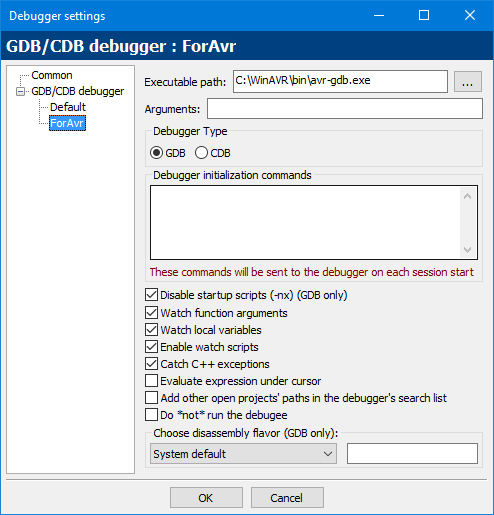 Debugger settings
GDB/CDB debugger : ForAvr
Common
GDB/CDB debugger
Default
ForAvr
Executable path: C:\WinAVR\bin\avr-gdb.exe ...
Arguments:
Debugger Type
GDB CDB
Debugger initialization commands
These commands will be sent to the debugger on each session start
Disable startup scripts (-nx) (GDB only)
Watch function arguments
Watch local variables
Enable watch scripts
Catch C++ exceptions
Evaluate expression under cursor
Add other open projects' paths in the debugger's search list
Do *not* run the debugee
Choose disassembly flavor (GDB only):
System default
OK Cancel